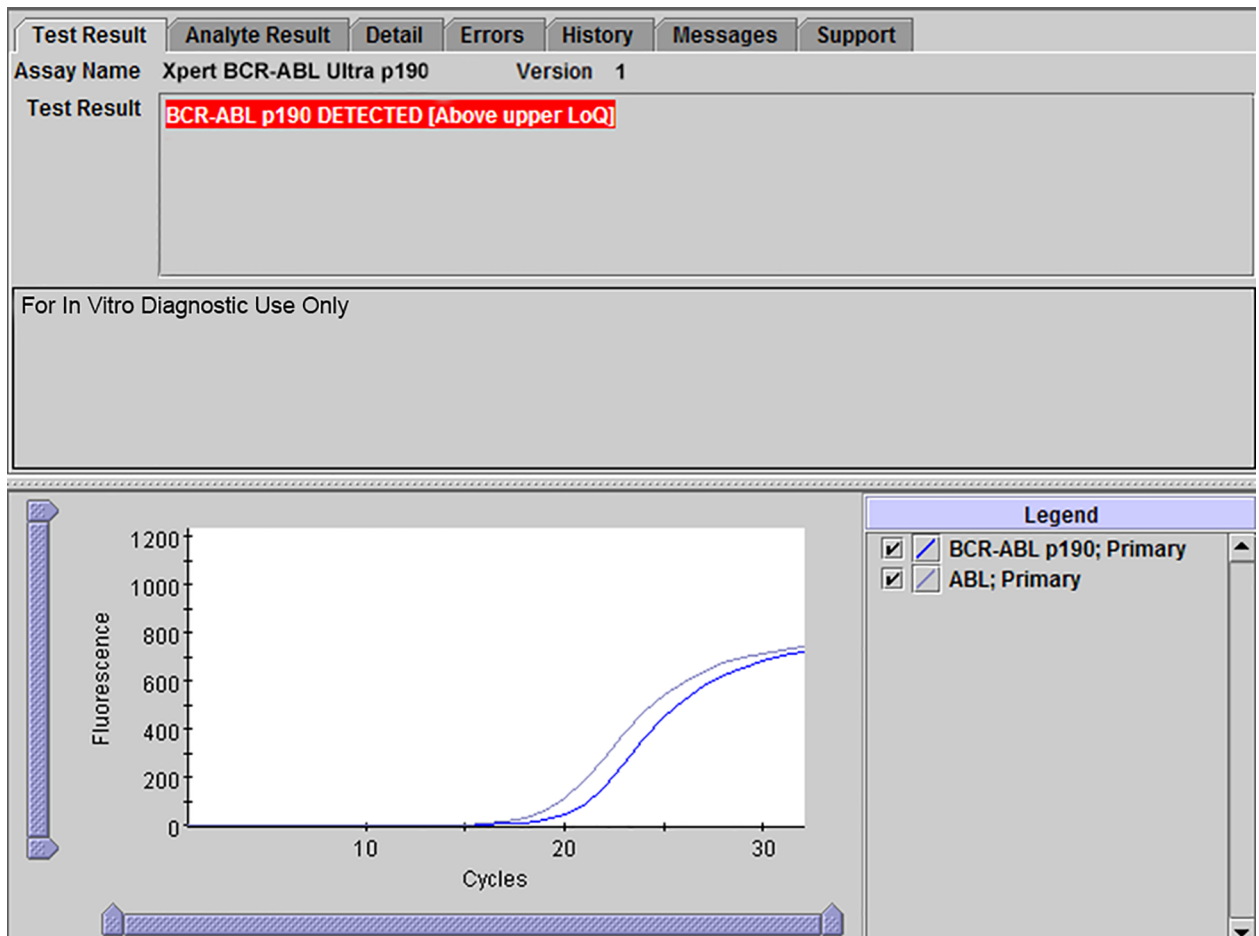 Test Result Analyte Result Detail Errors History Messages Support
Assay Name Xpert BCR-ABL Ultra p190 Version 1
Test Result BCR-ABL p190 DETECTED [Above upper LoQ]
For In Vitro Diagnostic Use Only
Legend
BCR-ABL p190; Primary
ABL; Primary
1200
1000
800
600
400
200
0
Fluorescence
10 20 30
Cycles